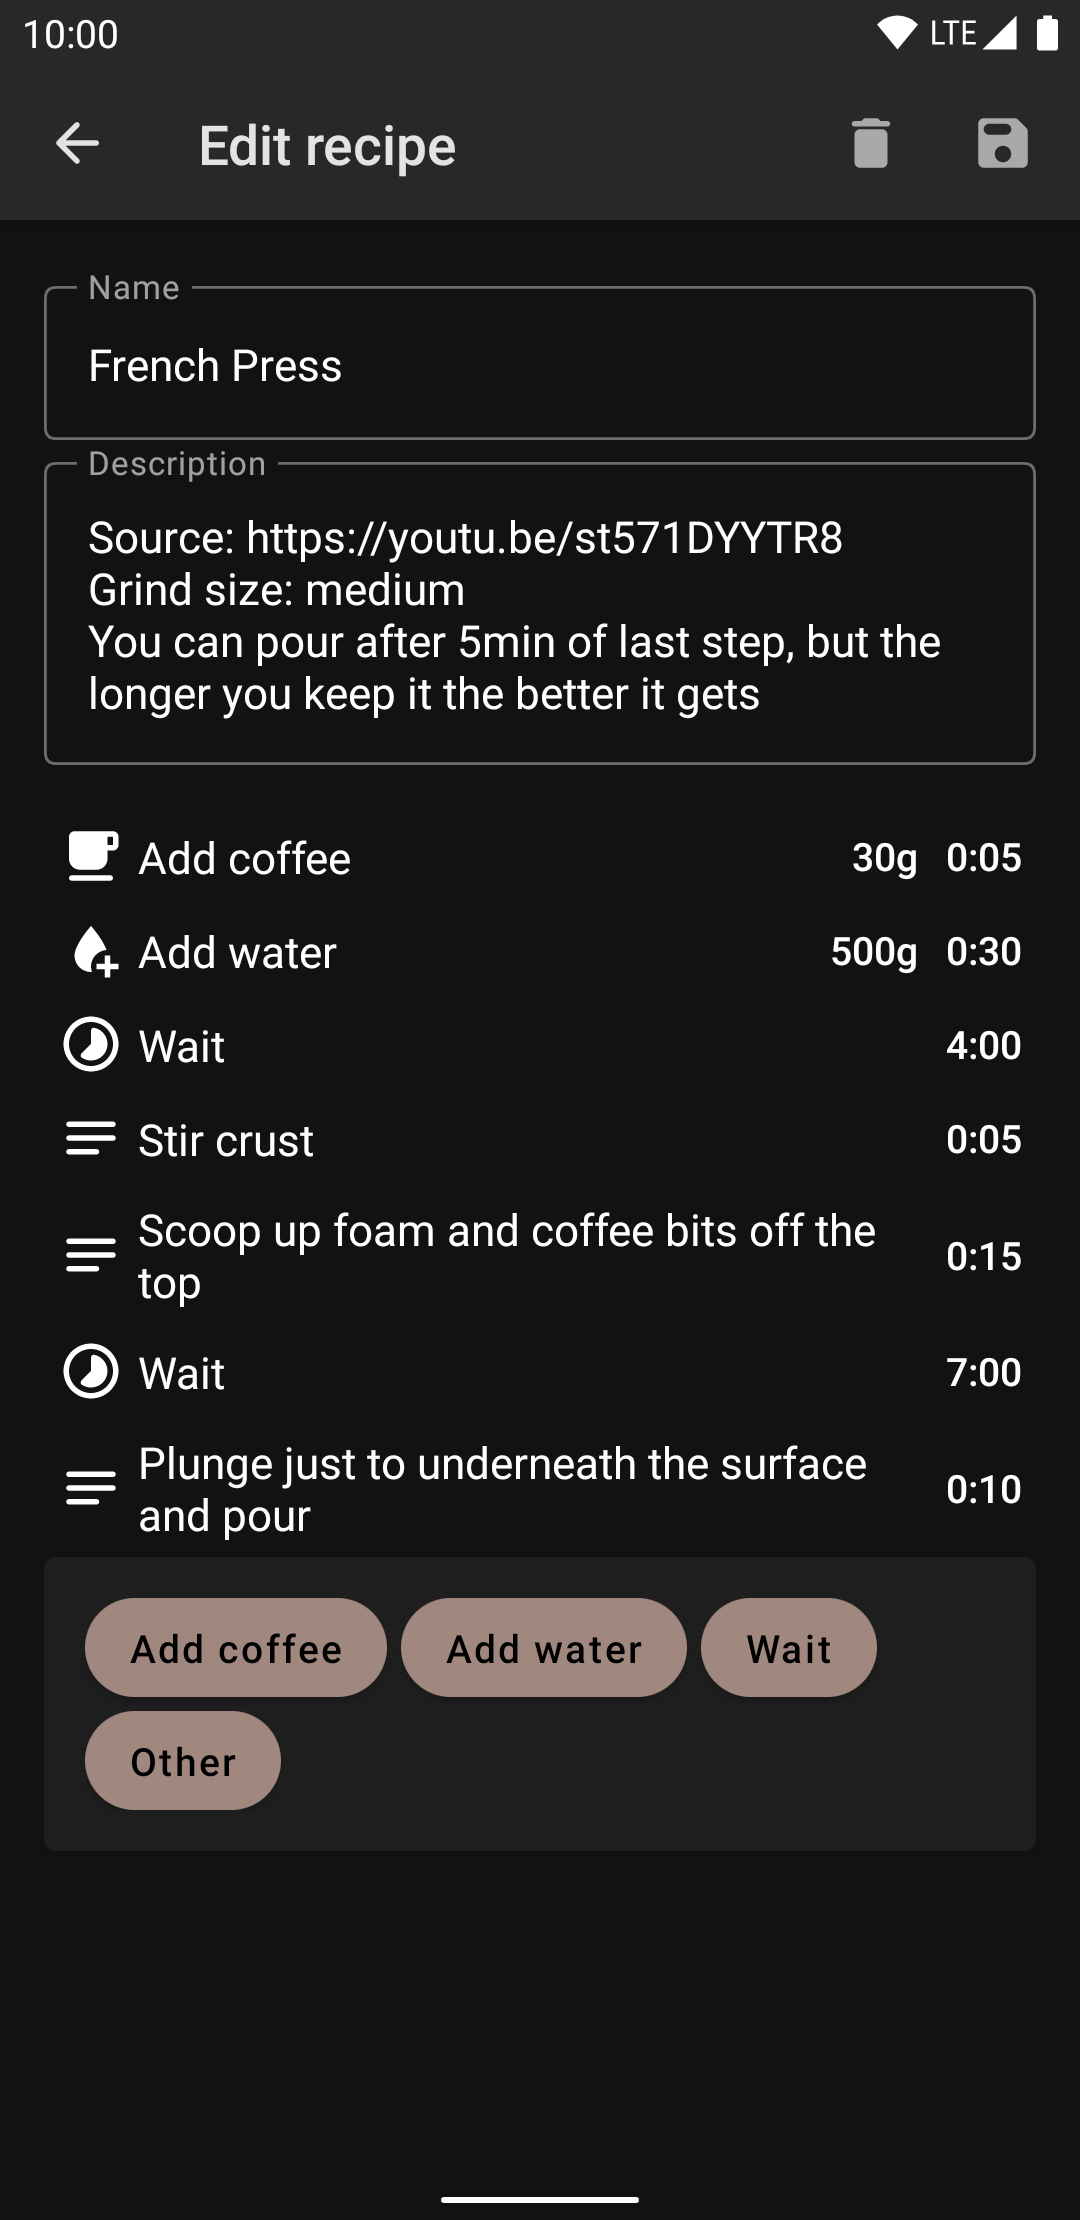 10:00 LTE
Edit recipe
Name
French Press
Description
Source: https://youtu.be/st571DYYTR8
Grind size: medium
You can pour after 5min of last step, but the
longer you keep it the better it gets
Add coffee 30g 0:05
Add water 500g 0:30
Wait 4:00
Stir crust 0:05
Scoop up foam and coffee bits off the
top 0:15
Wait 7:00
Plunge just to underneath the surface
and pour 0:10
Add coffee Add water Wait
Other